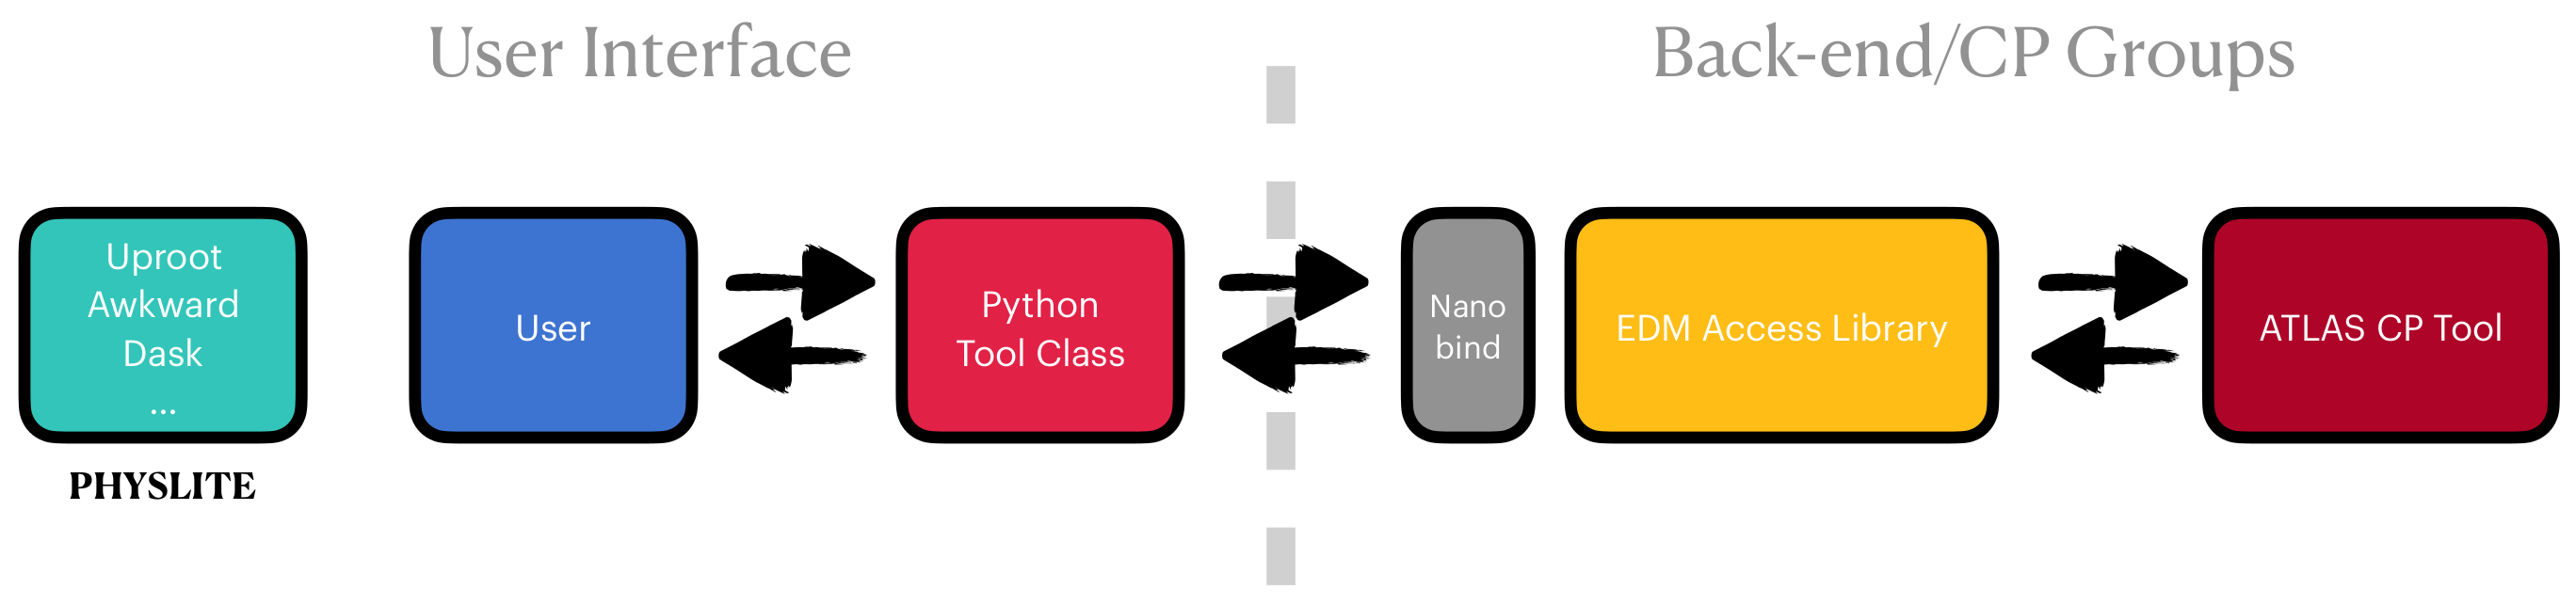 User Interface
Back-end/CP Groups
Uproot
Awkward
Dask
...
PHYSLITE
User
Python
Tool Class
Nano
bind
EDM Access Library
ATLAS CP Tool